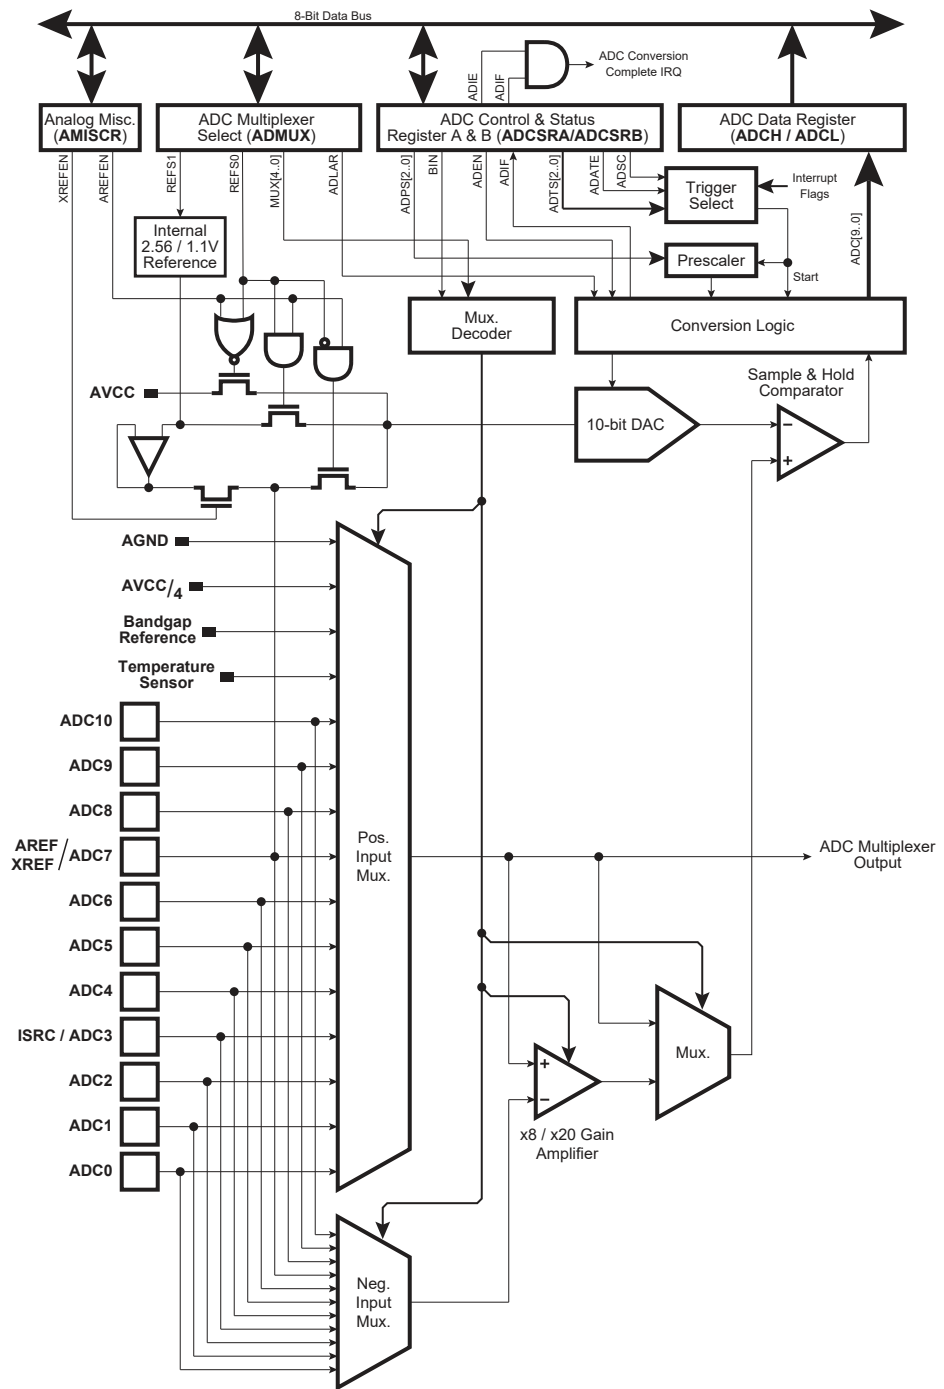 8-Bit Data Bus
ADIE
ADIF
ADC Conversion
Complete IRQ
Analog Misc.
(AMISCR)
ADC Multiplexer
Select (ADMUX)
ADC Control & Status
Register A & B (ADCSRA/ADCSRB)
ADC Data Register
(ADCH / ADCL)
XREFEN
AREFEN
REFS1
REFS0
MUX[4..0]
ADLAR
ADPS[2..0]
BIN
ADEN
ADIF
ADTS[2..0]
ADATE
ADSC
Trigger
Select
Interrupt
Flags
ADC[9..0]
Internal
2.56 / 1.1V
Reference
Prescaler
Start
Mux.
Decoder
Conversion Logic
Sample & Hold
Comparator
AVCC
10-bit DAC
−
+
AGND
AVCC/4
Bandgap
Reference
Temperature
Sensor
ADC10
ADC9
ADC8
AREF
XREF / ADC7
ADC6
ADC5
ADC4
ISRC / ADC3
ADC2
ADC1
ADC0
Pos.
Input
Mux.
ADC Multiplexer
Output
Mux.
+
−
x8 / x20 Gain
Amplifier
Neg.
Input
Mux.